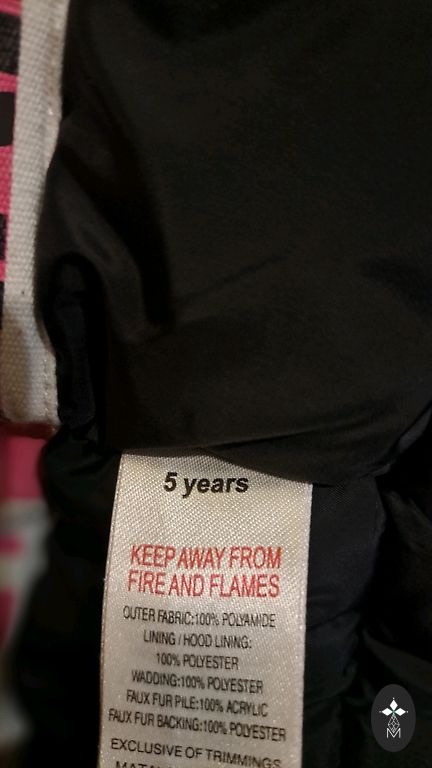 5 years
KEEP AWAY FROM
FIRE AND FLAMES
OUTER FABRIC:100% POLYAMIDE
LINING / HOOD LINING:
100% POLYESTER
WADDING:100% POLYESTER
FAUX FUR PILE:100% ACRYLIC
FAUX FUR BACKING:100% POLYESTER
EXCLUSIVE OF TRIMMINGS
M